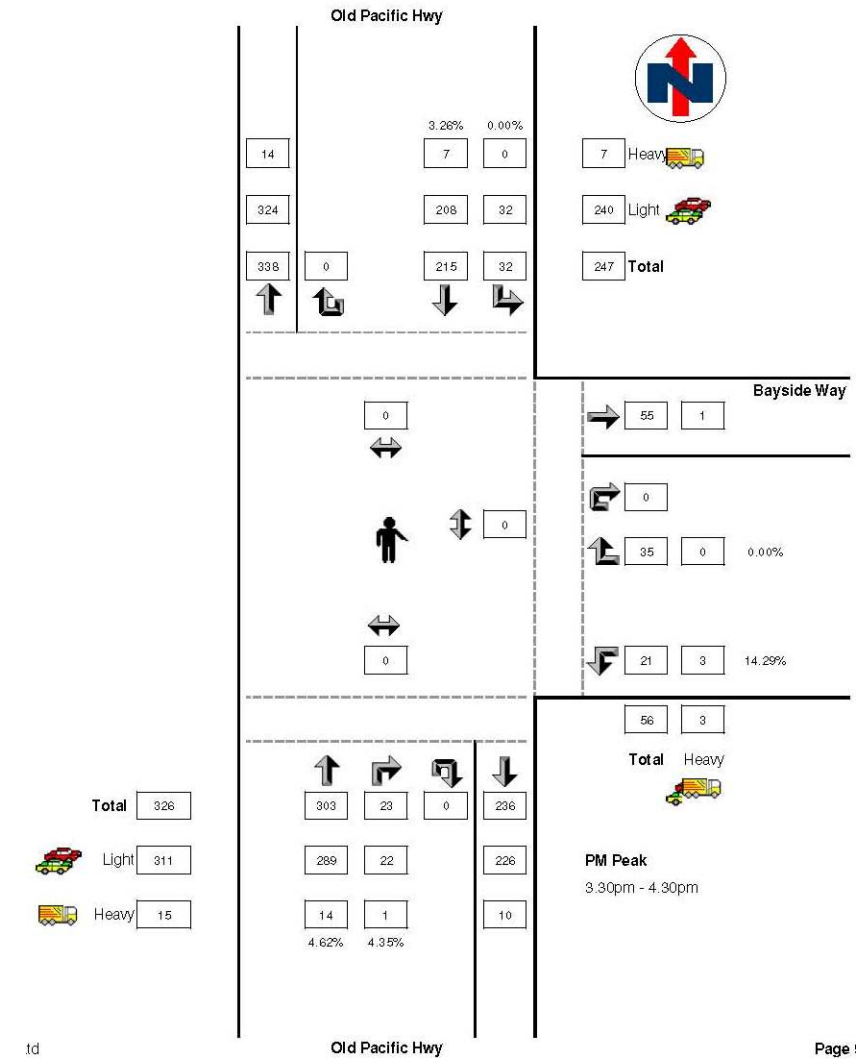 Old Pacific Hwy
N
3.26% 0.00%
14 7 0 7 Heavy
324 208 32 240 Light
338 0 215 32 247 Total
Bayside Way
0 55 1
0
0 35 0 0.00%
0 21 3 14.29%
56 3
Total Heavy
Total 326 303 23 0 236
Light 311 289 22 226
PM Peak
3.30pm - 4.30pm
Heavy 15 14 1 10
4.62% 4.35%
.td Old Pacific Hwy Page